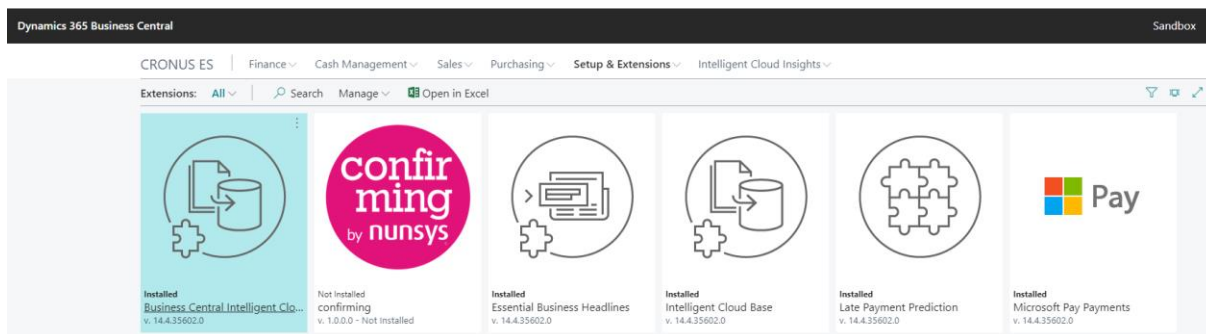 Dynamics 365 Business Central
Sandbox
CRONUS ES
Finance
Cash Management
Sales
Purchasing
Setup & Extensions
Intelligent Cloud Insights
Extensions:
All
Search
Manage
Open in Excel
Installed
Business Central Intelligent Clo...
v. 14.4.35602.0
confir
ming
by nunsys
Not Installed
confirming
v. 1.0.0.0 - Not Installed
Installed
Essential Business Headlines
v. 14.4.35602.0
Installed
Intelligent Cloud Base
v. 14.4.35602.0
Installed
Late Payment Prediction
v. 14.4.35602.0
Pay
Installed
Microsoft Pay Payments
v. 14.4.35602.0